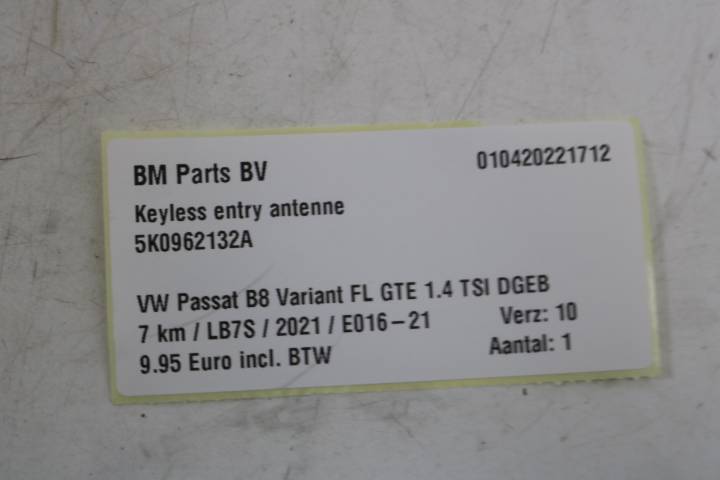 BM Parts BV 010420221712
Keyless entry antenne
5K0962132A
VW Passat B8 Variant FL GTE 1.4 TSI DGEB
7 km / LB7S / 2021 / E016-21 Verz: 10
9.95 Euro incl. BTW Aantal: 1